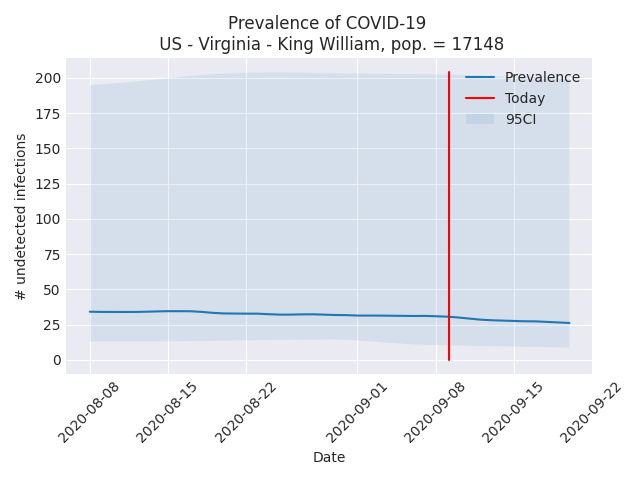 Prevalence of COVID-19
US - Virginia - King William, pop. = 17148
# undetected infections
200
175
150
125
100
75
50
25
0
Prevalence
Today
95CI
2020-08-08
2020-08-15
2020-08-22
2020-09-01
2020-09-08
2020-09-15
2020-09-22
Date